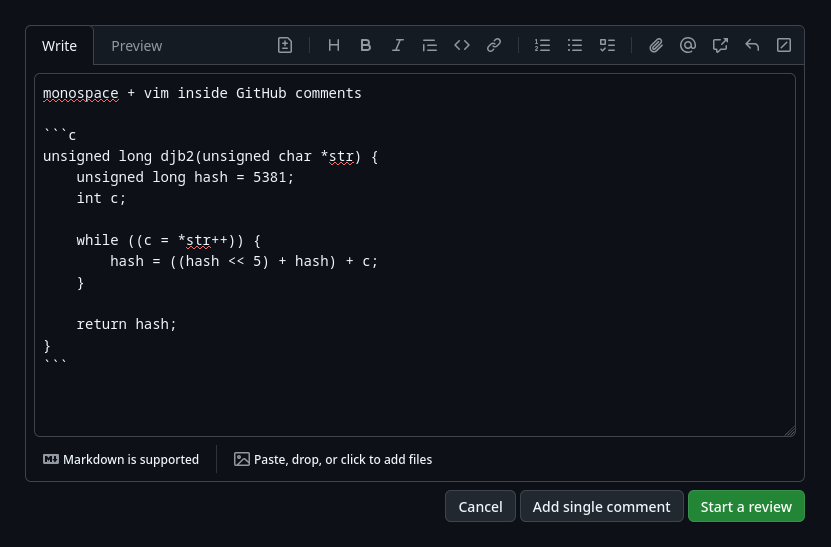 Write Preview
monospace + vim inside GitHub comments

```c
unsigned long djb2(unsigned char *str) {
    unsigned long hash = 5381;
    int c;

    while ((c = *str++)) {
        hash = ((hash << 5) + hash) + c;
    }

    return hash;
}
```
Markdown is supported Paste, drop, or click to add files
Cancel Add single comment Start a review